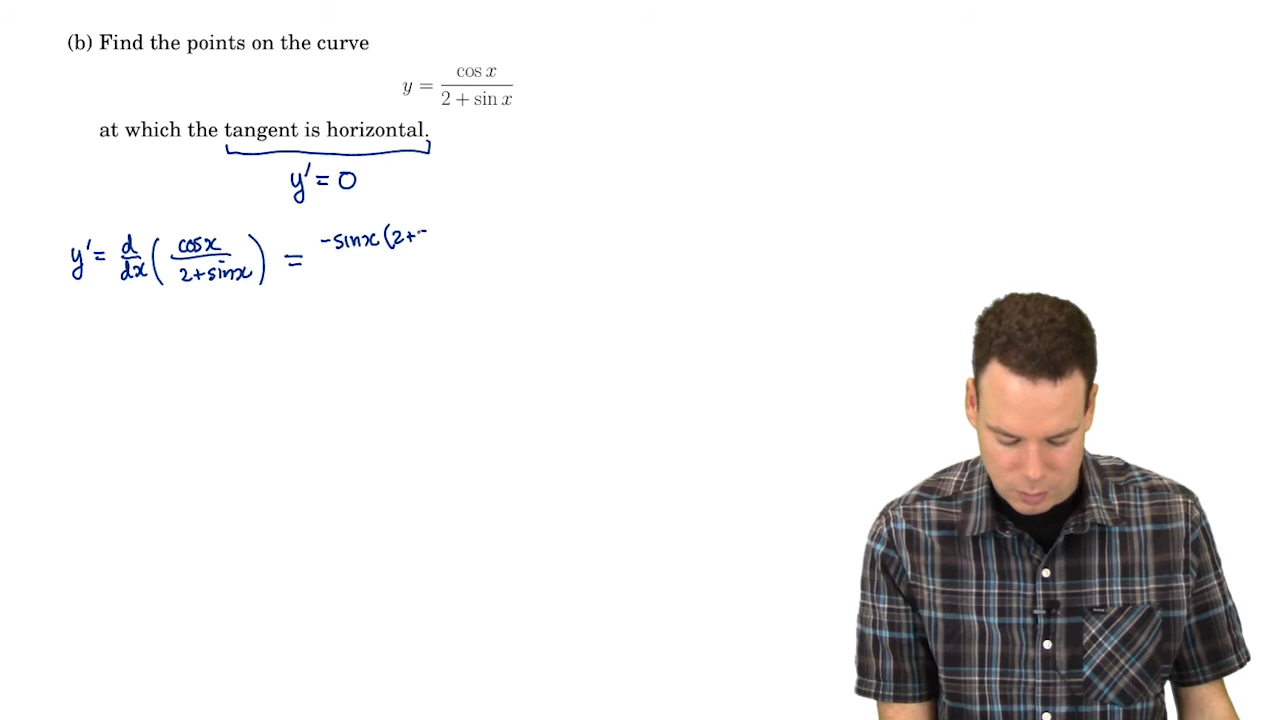 (b) Find the points on the curve
y = cos x / 2 + sin x
at which the tangent is horizontal.
y' = 0
y' = d/dx ( cosx / 2+sinx ) = -sinx (2+